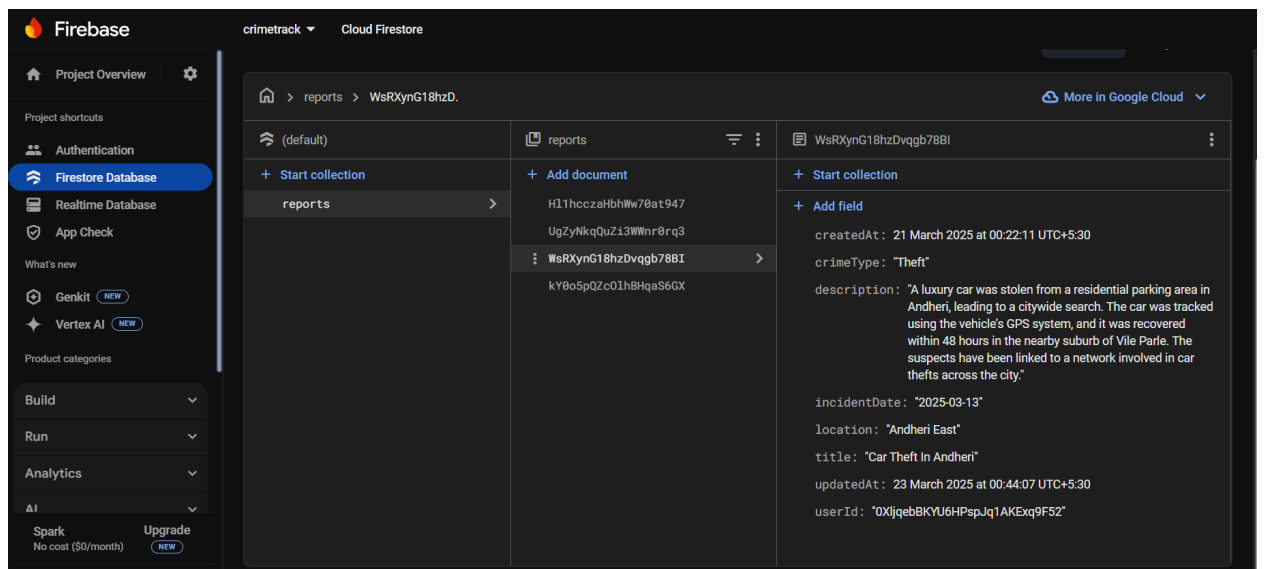 Firebase
crimetrack
Cloud Firestore
Project Overview
Project shortcuts
Authentication
Firestore Database
Realtime Database
App Check
What's new
Genkit NEW
Vertex AI NEW
Product categories
Build
Run
Analytics
AI
Spark
No cost ($0/month)
Upgrade
NEW
reports
WsRXynG18hzD.
More in Google Cloud
(default)
+ Start collection
reports
reports
+ Add document
Hl1hcczaHbhWw70at947
UgZyNkqQuZi3WWnr0rq3
WsRXynG18hzDvqgb78BI
kY0o5pQZcOlhBHqaS6GX
WsRXynG18hzDvqgb78BI
+ Start collection
+ Add field
createdAt: 21 March 2025 at 00:22:11 UTC+5:30
crimeType: "Theft"
description: "A luxury car was stolen from a residential parking area in
Andheri, leading to a citywide search. The car was tracked
using the vehicle’s GPS system, and it was recovered
within 48 hours in the nearby suburb of Vile Parle. The
suspects have been linked to a network involved in car
thefts across the city."
incidentDate: "2025-03-13"
location: "Andheri East"
title: "Car Theft In Andheri"
updatedAt: 23 March 2025 at 00:44:07 UTC+5:30
userId: "0XljqebBKYU6HPspJq1AKExq9F52"